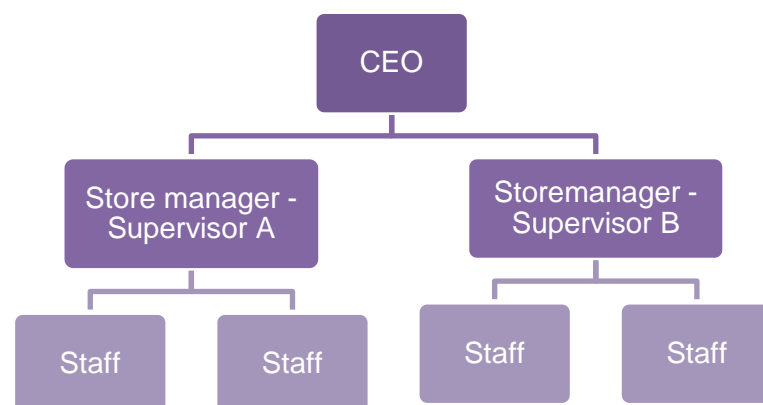 CEO
Store manager -
Supervisor A
Storemanager -
Supervisor B
Staff
Staff
Staff
Staff